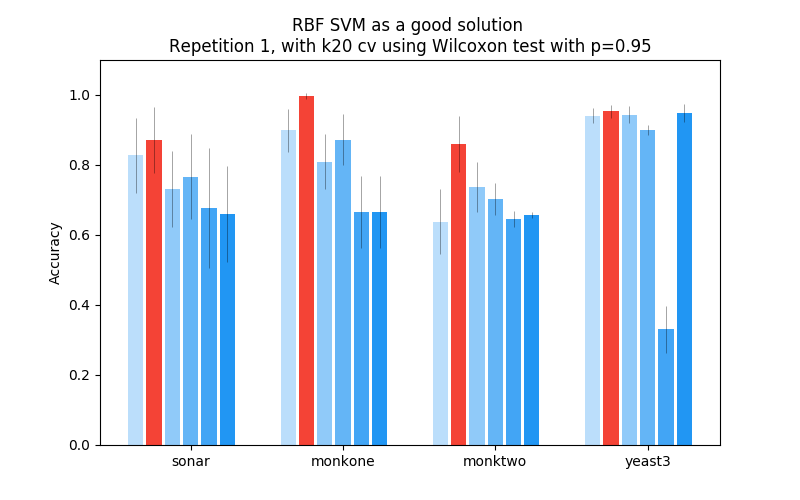 RBF SVM as a good solution
Repetition 1, with k20 cv using Wilcoxon test with p=0.95
1.0
0.8
0.6
0.4
0.2
0.0
Accuracy
sonar monkone monktwo yeast3